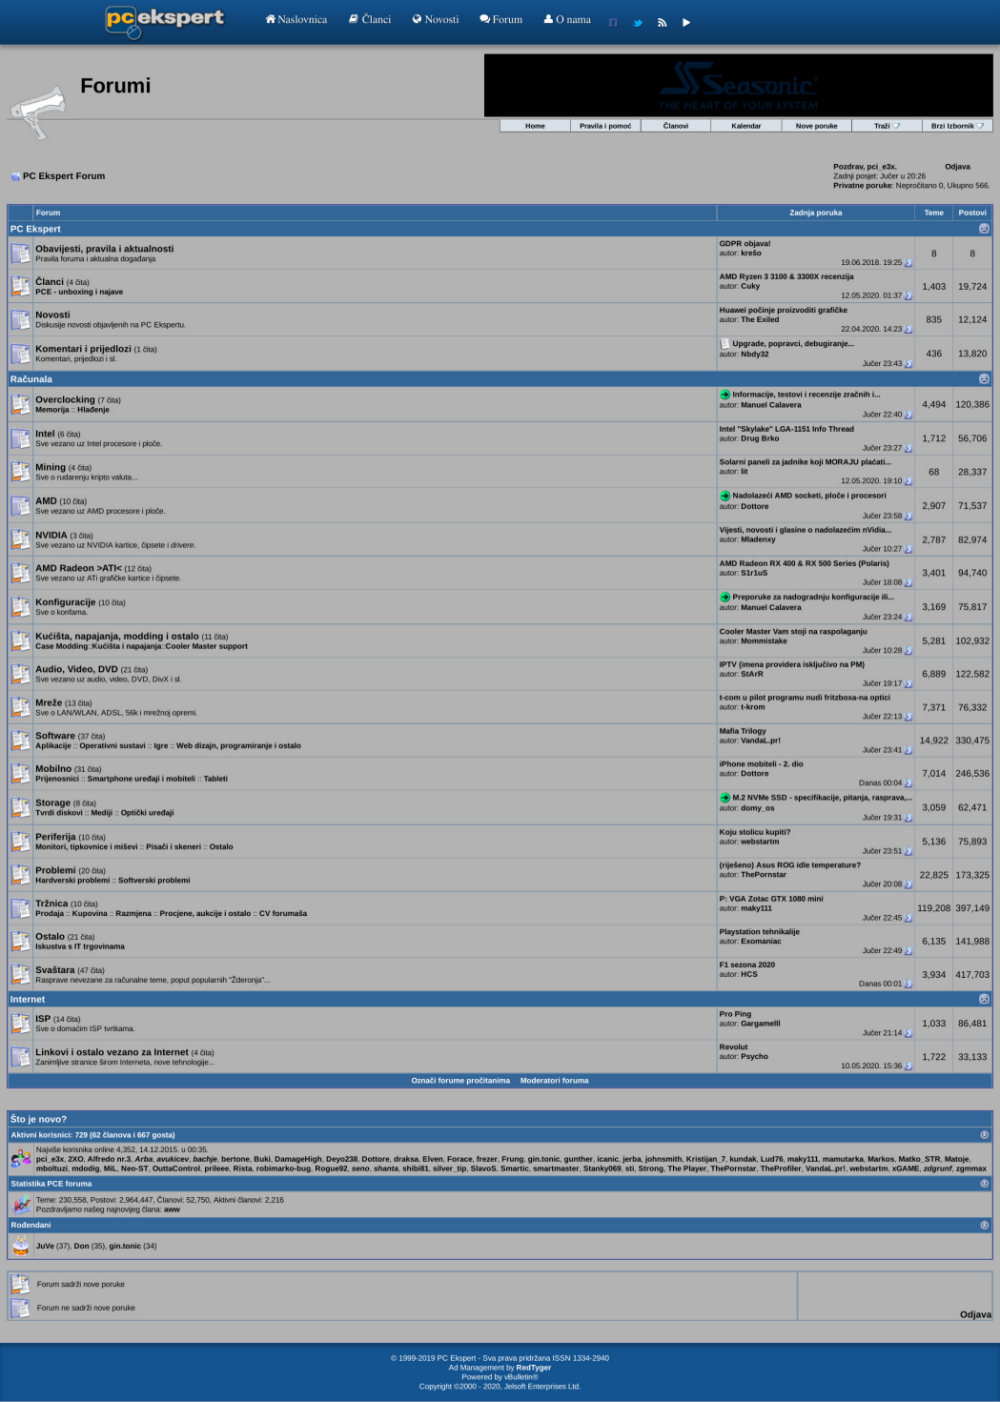 pcekspert
Naslovnica Članci Novosti Forum O nama
Forumi
Seasonic
THE HEART OF YOUR SYSTEM
Home Pravila i pomoć Članovi Kalendar Nove poruke Traži Brzi Izbornik
PC Ekspert Forum
Pozdrav, pci_e3x. Odjava
Zadnji posjet: Jučer u 20:26
Privatne poruke: Nepročitano 0, Ukupno 566.
Forum Zadnja poruka Teme Postovi
PC Ekspert
Obavijesti, pravila i aktualnosti
Pravila foruma i aktualna događanja
GDPR objava!
autor: krešo
19.06.2018. 19:25
8 8
Članci (4 čita)
PCE - unboxing i najave
AMD Ryzen 3 3100 & 3300X recenzija
autor: Cuky
12.05.2020. 01:37
1,403 19,724
Novosti
Diskusije novosti objavljenih na PC Ekspertu.
Huawei počinje proizvoditi grafičke
autor: The Exiled
22.04.2020. 14:23
835 12,124
Komentari i prijedlozi (1 čita)
Komentari, prijedlozi i sl.
Upgrade, popravci, debugiranje...
autor: Nbdy32
Jučer 23:43
436 13,820
Računala
Overclocking (7 čita)
Memorija :: Hlađenje
Informacije, testovi i recenzije zračnih i...
autor: Manuel Calavera
Jučer 22:40
4,494 120,386
Intel (6 čita)
Sve vezano uz Intel procesore i ploče.
Intel "Skylake" LGA-1151 Info Thread
autor: Drug Brko
Jučer 23:27
1,712 56,706
Mining (4 čita)
Sve o rudarenju kripto valuta...
Solarni paneli za jadnike koji MORAJU plaćati...
autor: lit
12.05.2020. 19:10
68 28,337
AMD (10 čita)
Sve vezano uz AMD procesore i ploče.
Nadolazeći AMD socketi, ploče i procesori
autor: Dottore
Jučer 23:58
2,907 71,537
NVIDIA (3 čita)
Sve vezano uz NVIDIA kartice, čipsete i drivere.
Vijesti, novosti i glasine o nadolazećim nVidia...
autor: Mladenxy
Jučer 10:27
2,787 82,974
AMD Radeon >ATI< (12 čita)
Sve vezano uz ATi grafičke kartice i čipsete.
AMD Radeon RX 400 & RX 500 Series (Polaris)
autor: S1r1uS
Jučer 18:08
3,401 94,740
Konfiguracije (10 čita)
Sve o konfama.
Preporuke za nadogradnju konfiguracije ili...
autor: Manuel Calavera
Jučer 23:24
3,169 75,817
Kućišta, napajanja, modding i ostalo (11 čita)
Case Modding::Kućišta i napajanja::Cooler Master support
Cooler Master Vam stoji na raspolaganju
autor: Mommistake
Jučer 10:28
5,281 102,932
Audio, Video, DVD (21 čita)
Sve vezano uz audio, video, DVD, DivX i sl.
IPTV (imena providera isključivo na PM)
autor: StArR
Jučer 19:17
6,889 122,582
Mreže (13 čita)
Sve o LAN/WLAN, ADSL, 56k i mrežnoj opremi.
t-com u pilot programu nudi fritzboxa-na optici
autor: t-krom
Jučer 22:13
7,371 76,332
Software (37 čita)
Aplikacije :: Operativni sustavi :: Igre :: Web dizajn, programiranje i ostalo
Mafia Trilogy
autor: VandaL.pr!
Jučer 23:41
14,922 330,475
Mobilno (31 čita)
Prijenosnici :: Smartphone uređaji i mobiteli :: Tableti
iPhone mobiteli - 2. dio
autor: Dottore
Danas 00:04
7,014 246,536
Storage (8 čita)
Tvrdi diskovi :: Mediji :: Optički uređaji
M.2 NVMe SSD - specifikacije, pitanja, rasprava,...
autor: domy_os
Jučer 19:31
3,059 62,471
Periferija (10 čita)
Monitori, tipkovnice i miševi :: Pisači i skeneri :: Ostalo
Koju stolicu kupiti?
autor: webstartm
Jučer 23:51
5,136 75,893
Problemi (20 čita)
Hardverski problemi :: Softverski problemi
(riješeno) Asus ROG idle temperature?
autor: ThePornstar
Jučer 20:08
22,825 173,325
Tržnica (10 čita)
Prodaja :: Kupovina :: Razmjena :: Procjene, aukcije i ostalo :: CV forumaša
P: VGA Zotac GTX 1080 mini
autor: maky111
Jučer 22:45
119,208 397,149
Ostalo (21 čita)
Iskustva s IT trgovinama
Playstation tehnikalije
autor: Exomaniac
Jučer 22:49
6,135 141,988
Svaštara (47 čita)
Rasprave nevezane za računalne teme, poput popularnih "Žderonja"...
F1 sezona 2020
autor: HCS
Danas 00:01
3,934 417,703
Internet
ISP (14 čita)
Sve o domaćim ISP tvrtkama.
Pro Ping
autor: Gargamelll
Jučer 21:14
1,033 86,481
Linkovi i ostalo vezano za Internet (4 čita)
Zanimljive stranice širom Interneta, nove tehnologije...
Revolut
autor: Psycho
10.05.2020. 15:36
1,722 33,133
Označi forume pročitanima Moderatori foruma
Što je novo?
Aktivni korisnici: 729 (62 članova i 667 gosta)
Najviše korisnika online 4,352, 14.12.2015. u 00:35.
pci_e3x, 2XO, Alfredo nr.3, Arba, avukicev, bachje, bertone, Buki, DamageHigh, Deyo238, Dottore, draksa, Elven, Forace, frezer, Frung, gin.tonic, gunther, icanic, jerba, johnsmith, Kristijan_7, kundak, Lud76, maky111, mamutarka, Markos, Matko_STR, Matoje,
mboltuzi, mdodig, MiL, Neo-ST, OuttaControl, prileee, Rista, robimarko-bug, Rogue92, seno, shanta, shibi81, silver_tip, SlavoS, Smartic, smartmaster, Stanky069, sti, Strong, The Player, ThePornstar, TheProfiler, VandaL.pr!, webstartm, xGAME, zdgrunf, zgmmax
Statistika PCE foruma
Teme: 230,558, Postovi: 2,964,447, Članovi: 52,750, Aktivni članovi: 2,216
Pozdravljamo našeg najnovijeg člana: aww
Rođendani
JuVe (37), Don (35), gin.tonic (34)
Forum sadrži nove poruke
Forum ne sadrži nove poruke
Odjava
© 1999-2019 PC Ekspert - Sva prava pridržana ISSN 1334-2940
Ad Management by RedTyger
Powered by vBulletin®
Copyright ©2000 - 2020, Jelsoft Enterprises Ltd.